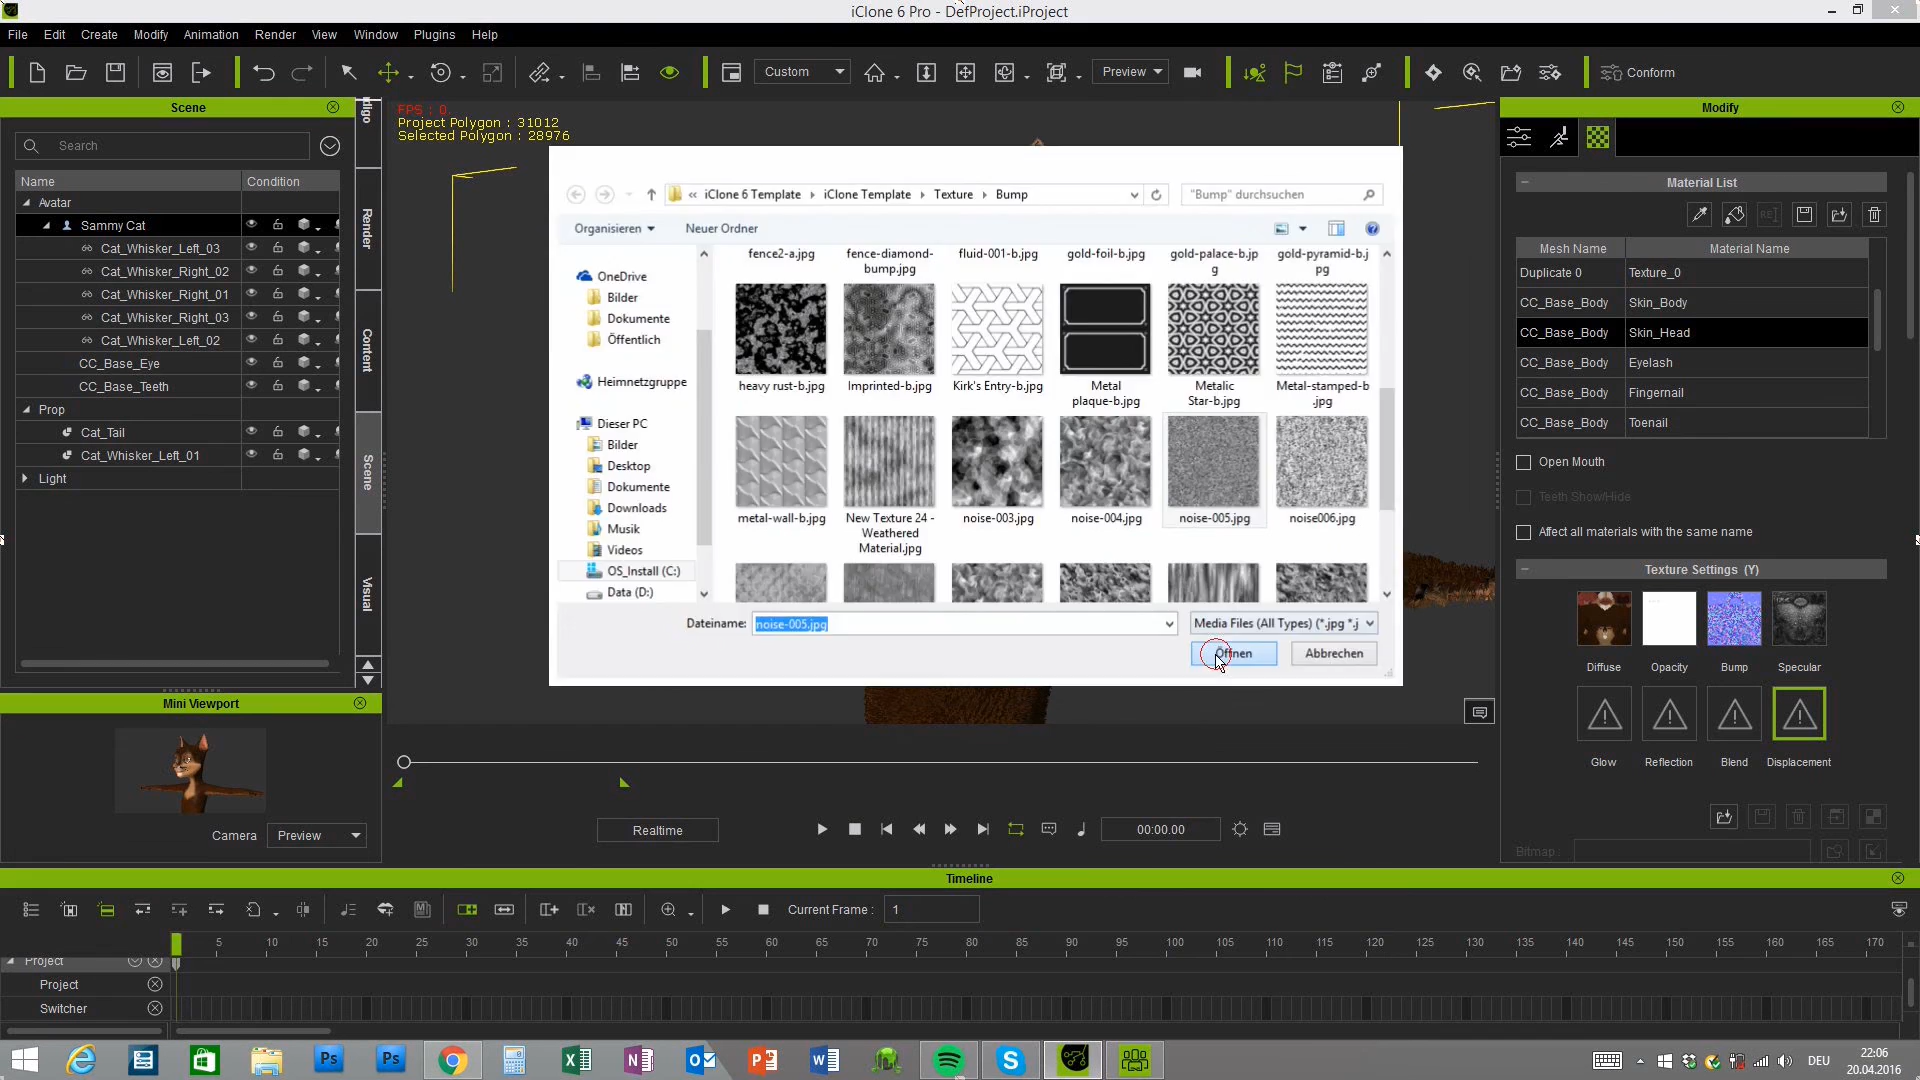 iClone 6 Pro - DefProject.iProject
File Edit Create Modify Animation Render View Window Plugins Help
Custom Preview Conform
Scene
Search
Name Condition
Avatar
Sammy Cat
Cat_Whisker_Left_03
Cat_Whisker_Right_02
Cat_Whisker_Right_01
Cat_Whisker_Right_03
Cat_Whisker_Left_02
CC_Base_Eye
CC_Base_Teeth
Prop
Cat_Tail
Cat_Whisker_Left_01
Light
Render
Content
Scene
Visual
Mini Viewport
Camera Preview
FPS : 0
Project Polygon : 31012
Selected Polygon : 28976
« iClone 6 Template iClone Template Texture Bump
"Bump" durchsuchen
Organisieren Neuer Ordner
OneDrive
Bilder
Dokumente
Öffentlich
Heimnetzgruppe
Dieser PC
Bilder
Desktop
Dokumente
Downloads
Musik
Videos
OS_Install (C:)
Data (D:)
fence2-a.jpg
fence-diamond-bump.jpg
fluid-001-b.jpg
gold-foil-b.jpg
gold-palace-b.jpg
gold-pyramid-b.jpg
heavy rust-b.jpg
Imprinted-b.jpg
Kirk's Entry-b.jpg
Metal plaque-b.jpg
Metalic Star-b.jpg
Metal-stamped-b.jpg
metal-wall-b.jpg
New Texture 24 - Weathered Material.jpg
noise-003.jpg
noise-004.jpg
noise-005.jpg
noise006.jpg
Dateiname: noise-005.jpg
Media Files (All Types) (*.jpg *.j
Öffnen Abbrechen
Realtime
00:00.00
Modify
Material List
Mesh Name Material Name
Duplicate 0 Texture_0
CC_Base_Body Skin_Body
CC_Base_Body Skin_Head
CC_Base_Body Eyelash
CC_Base_Body Fingernail
CC_Base_Body Toenail
Open Mouth
Teeth Show/Hide
Affect all materials with the same name
Texture Settings (Y)
Diffuse Opacity Bump Specular
Glow Reflection Blend Displacement
Bitmap :
Timeline
Current Frame : 1
5 10 15 20 25 30 35 40 45 50 55 60 65 70 75 80 85 90 95 100 105 110 115 120 125 130 135 140 145 150 155 160 165 170
Project
Project
Switcher
DEU
22:06
20.04.2016